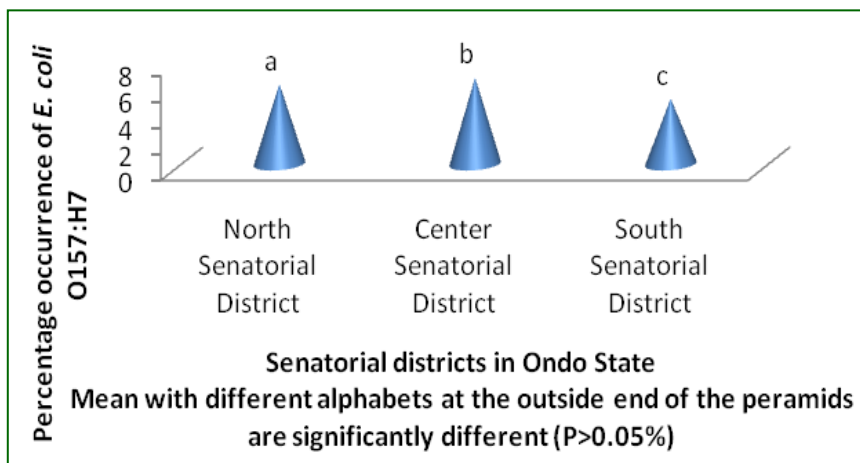 Percentage occurrence of E. coli
O157:H7
8
6
4
2
0
a
b
c
North
Senatorial
District
Center
Senatorial
District
South
Senatorial
District
Senatorial districts in Ondo State
Mean with different alphabets at the outside end of the peramids
are significantly different (P>0.05%)